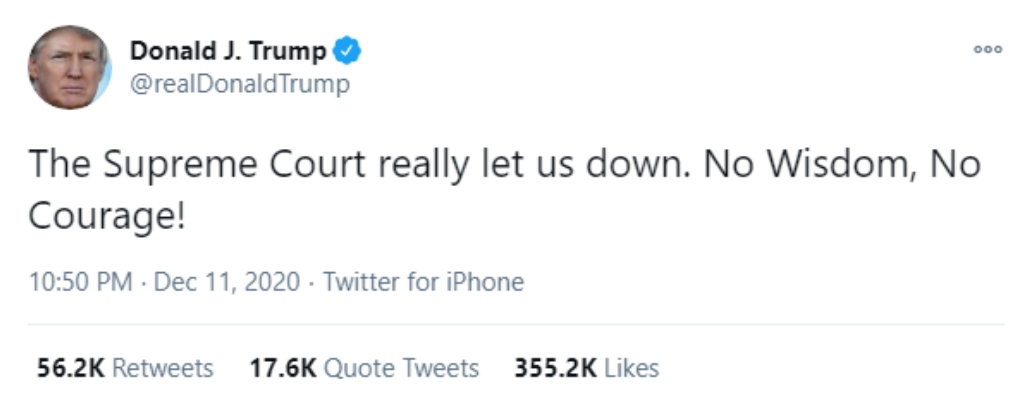 Donald J. Trump
@realDonaldTrump
The Supreme Court really let us down. No Wisdom, No
Courage!
10:50 PM · Dec 11, 2020 · Twitter for iPhone
56.2K Retweets 17.6K Quote Tweets 355.2K Likes